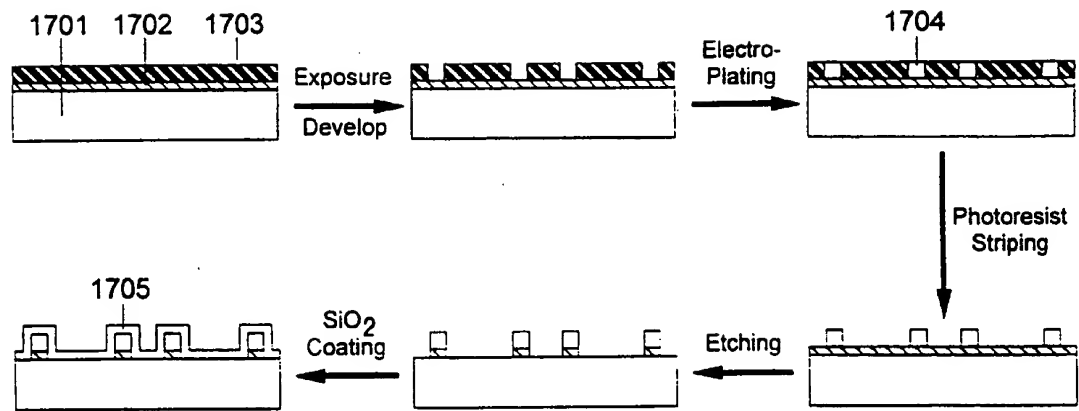 1701 1702 1703
Exposure
Develop
Electro-
Plating
1704
Photoresist
Striping
Etching
SiO2
Coating
1705